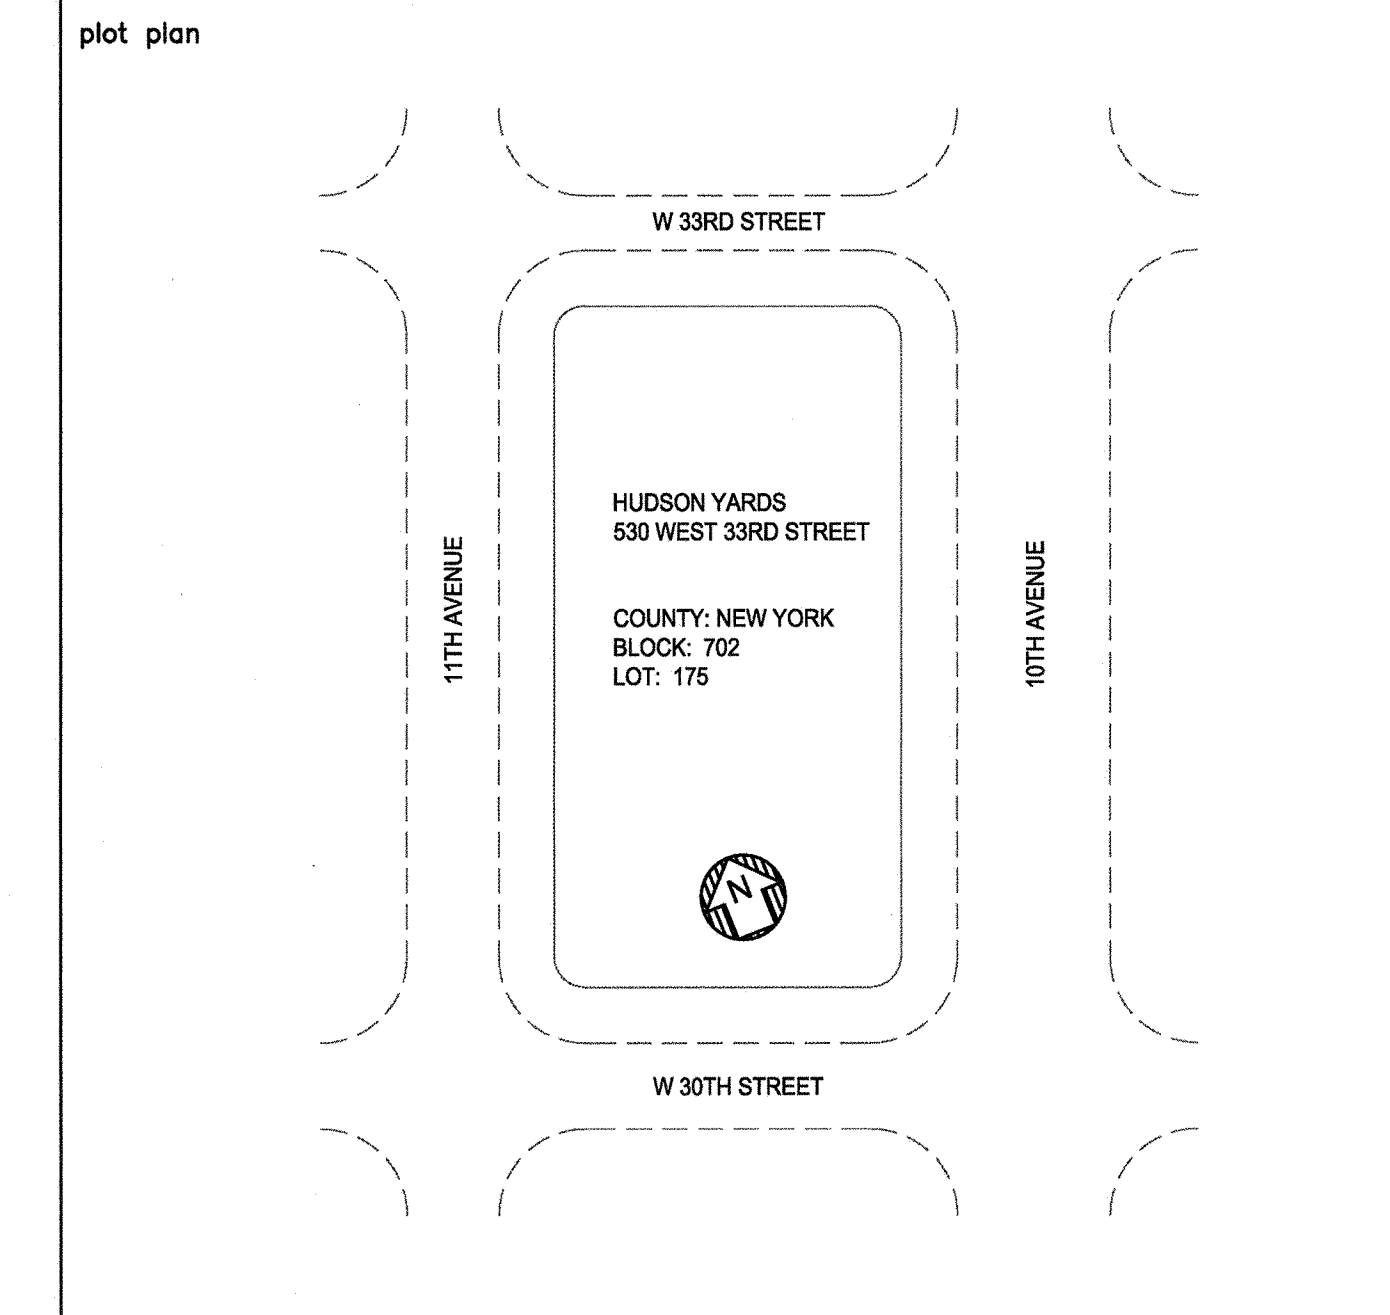 plot plan
W 33RD STREET
HUDSON YARDS
530 WEST 33RD STREET
11TH AVENUE
10TH AVENUE
COUNTY: NEW YORK
BLOCK: 702
LOT: 175
N
W 30TH STREET